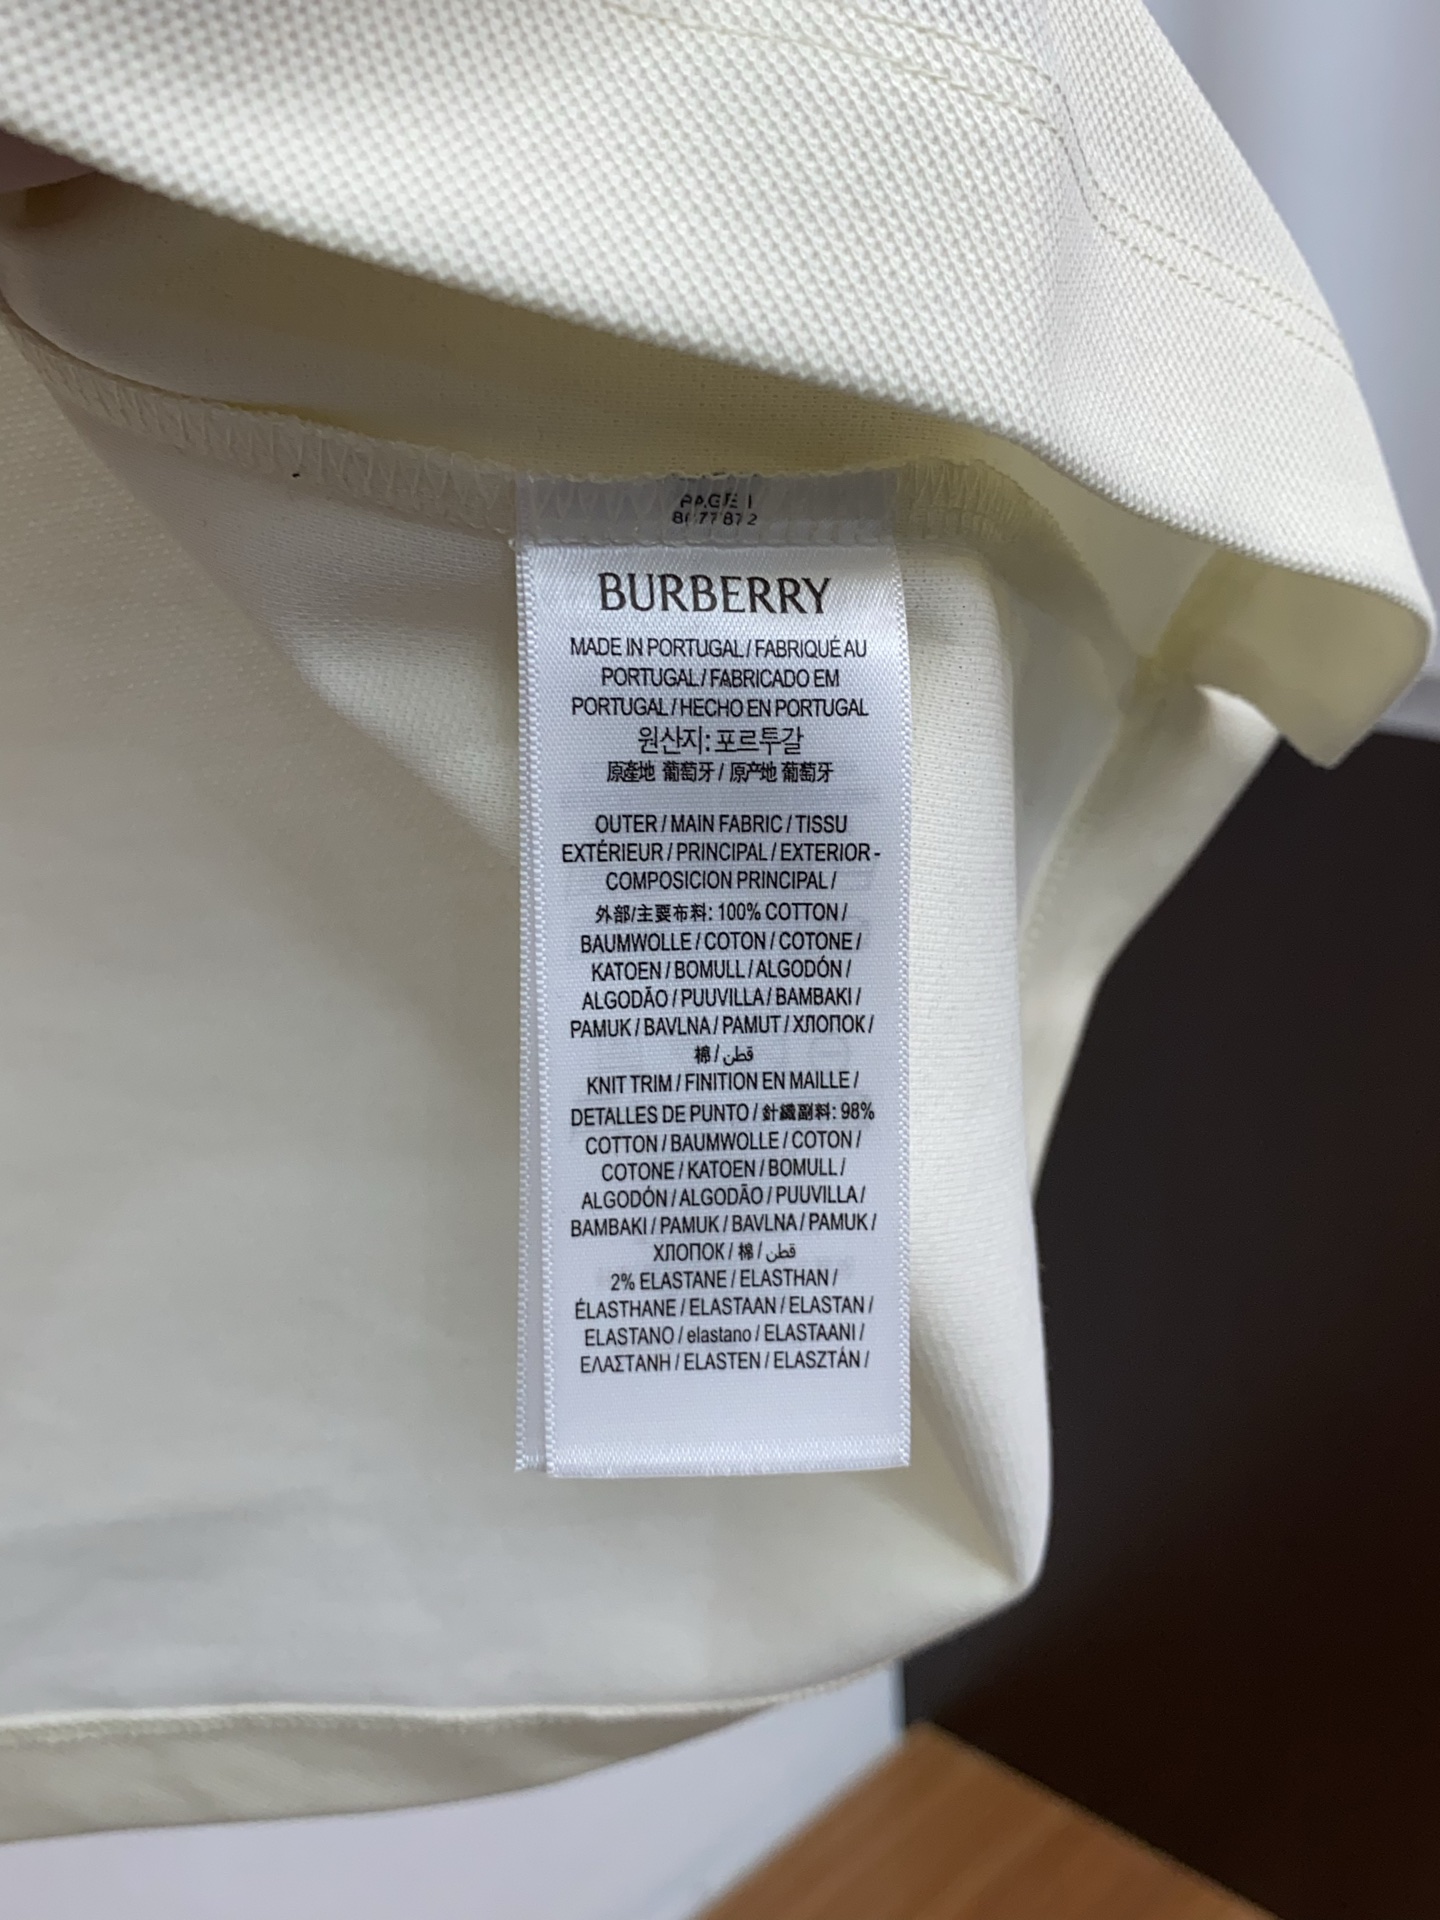 PAGE 1
8677872
BURBERRY
MADE IN PORTUGAL / FABRIQUÉ AU
PORTUGAL / FABRICADO EM
PORTUGAL / HECHO EN PORTUGAL
원산지: 포르투갈
原產地 葡萄牙 / 原产地 葡萄牙
OUTER / MAIN FABRIC / TISSU
EXTÉRIEUR / PRINCIPAL / EXTERIOR -
COMPOSICION PRINCIPAL /
外部/主要布料: 100% COTTON /
BAUMWOLLE / COTON / COTONE /
KATOEN / BOMULL / ALGODÓN /
ALGODÃO / PUUVILLA / BAMBAKI /
PAMUK / BAVLNA / PAMUT / ХЛОПОК /
棉 / قطن
KNIT TRIM / FINITION EN MAILLE /
DETALLES DE PUNTO / 針織副料: 98%
COTTON / BAUMWOLLE / COTON /
COTONE / KATOEN / BOMULL /
ALGODÓN / ALGODÃO / PUUVILLA /
BAMBAKI / PAMUK / BAVLNA / PAMUK /
ХЛОПОК / 棉 / قطن
2% ELASTANE / ELASTHAN /
ÉLASTHANE / ELASTAAN / ELASTAN /
ELASTANO / elastano / ELASTAANI /
ΕΛΑΣΤΑΝΗ / ELASTEN / ELASZTÁN /